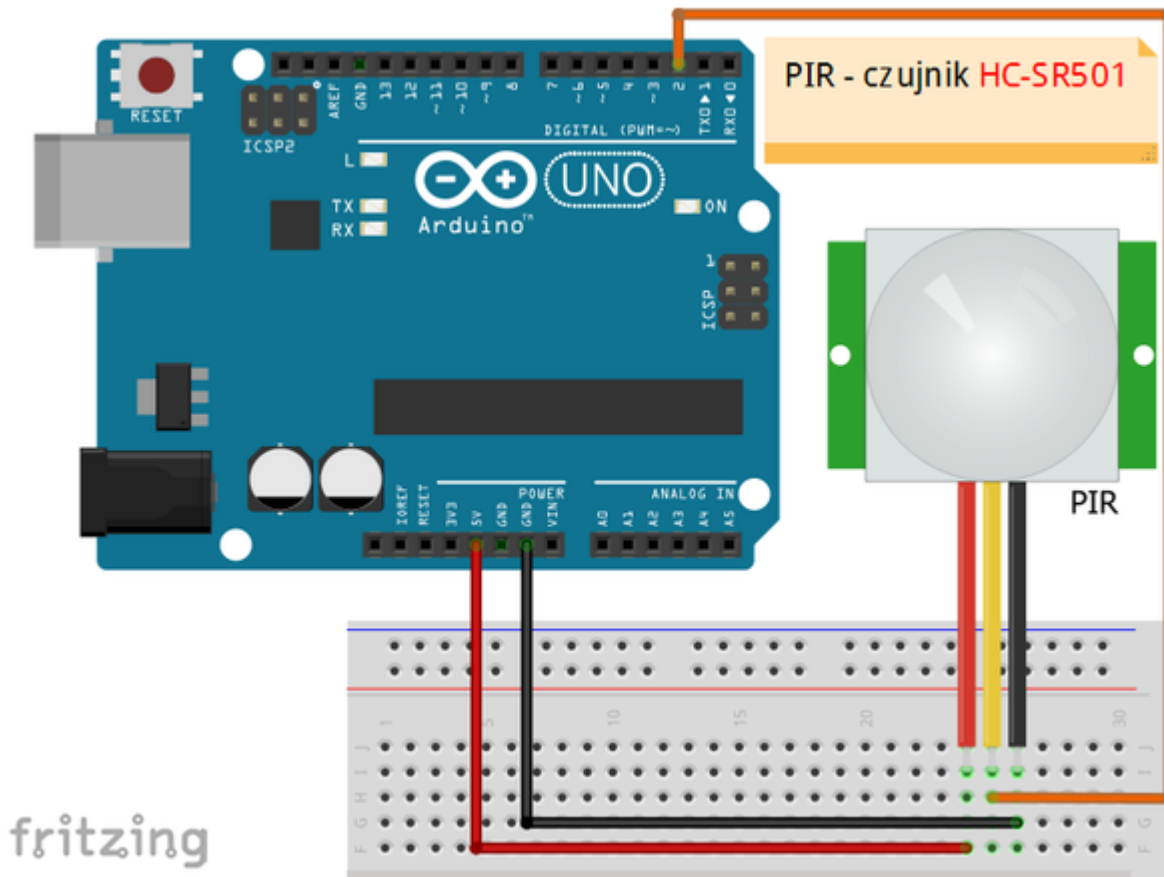 PIR - czujnik HC-SR501
RESET
ICSP2
AREF
GND
13
12
~11
~10
~9
8
7
~6
~5
4
~3
2
TX0▶1
RX0◀0
DIGITAL (PWM=~)
L
TX
RX
UNO
Arduino™
ON
1
ICSP
POWER
ANALOG IN
IOREF
RESET
3V3
5V
GND
GND
VIN
A0
A1
A2
A3
A4
A5
PIR
1
5
10
15
20
30
J
J
I
I
H
G
G
F
F
fritzing